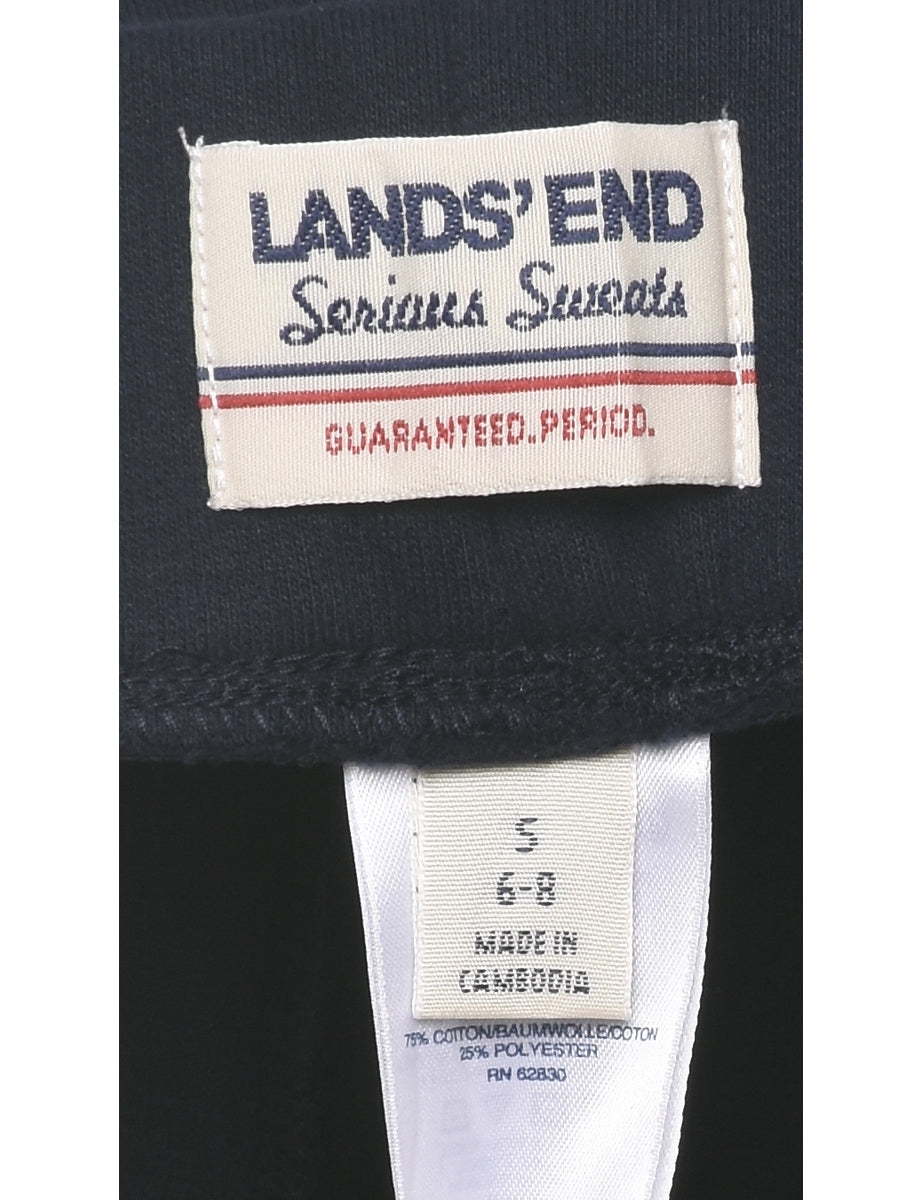 LANDS' END
Serious Sweats
GUARANTEED. PERIOD.
S
6-8
MADE IN
CAMBODIA
75% COTTON/BAUMWOLLE/COTON
25% POLYESTER
RN 62830